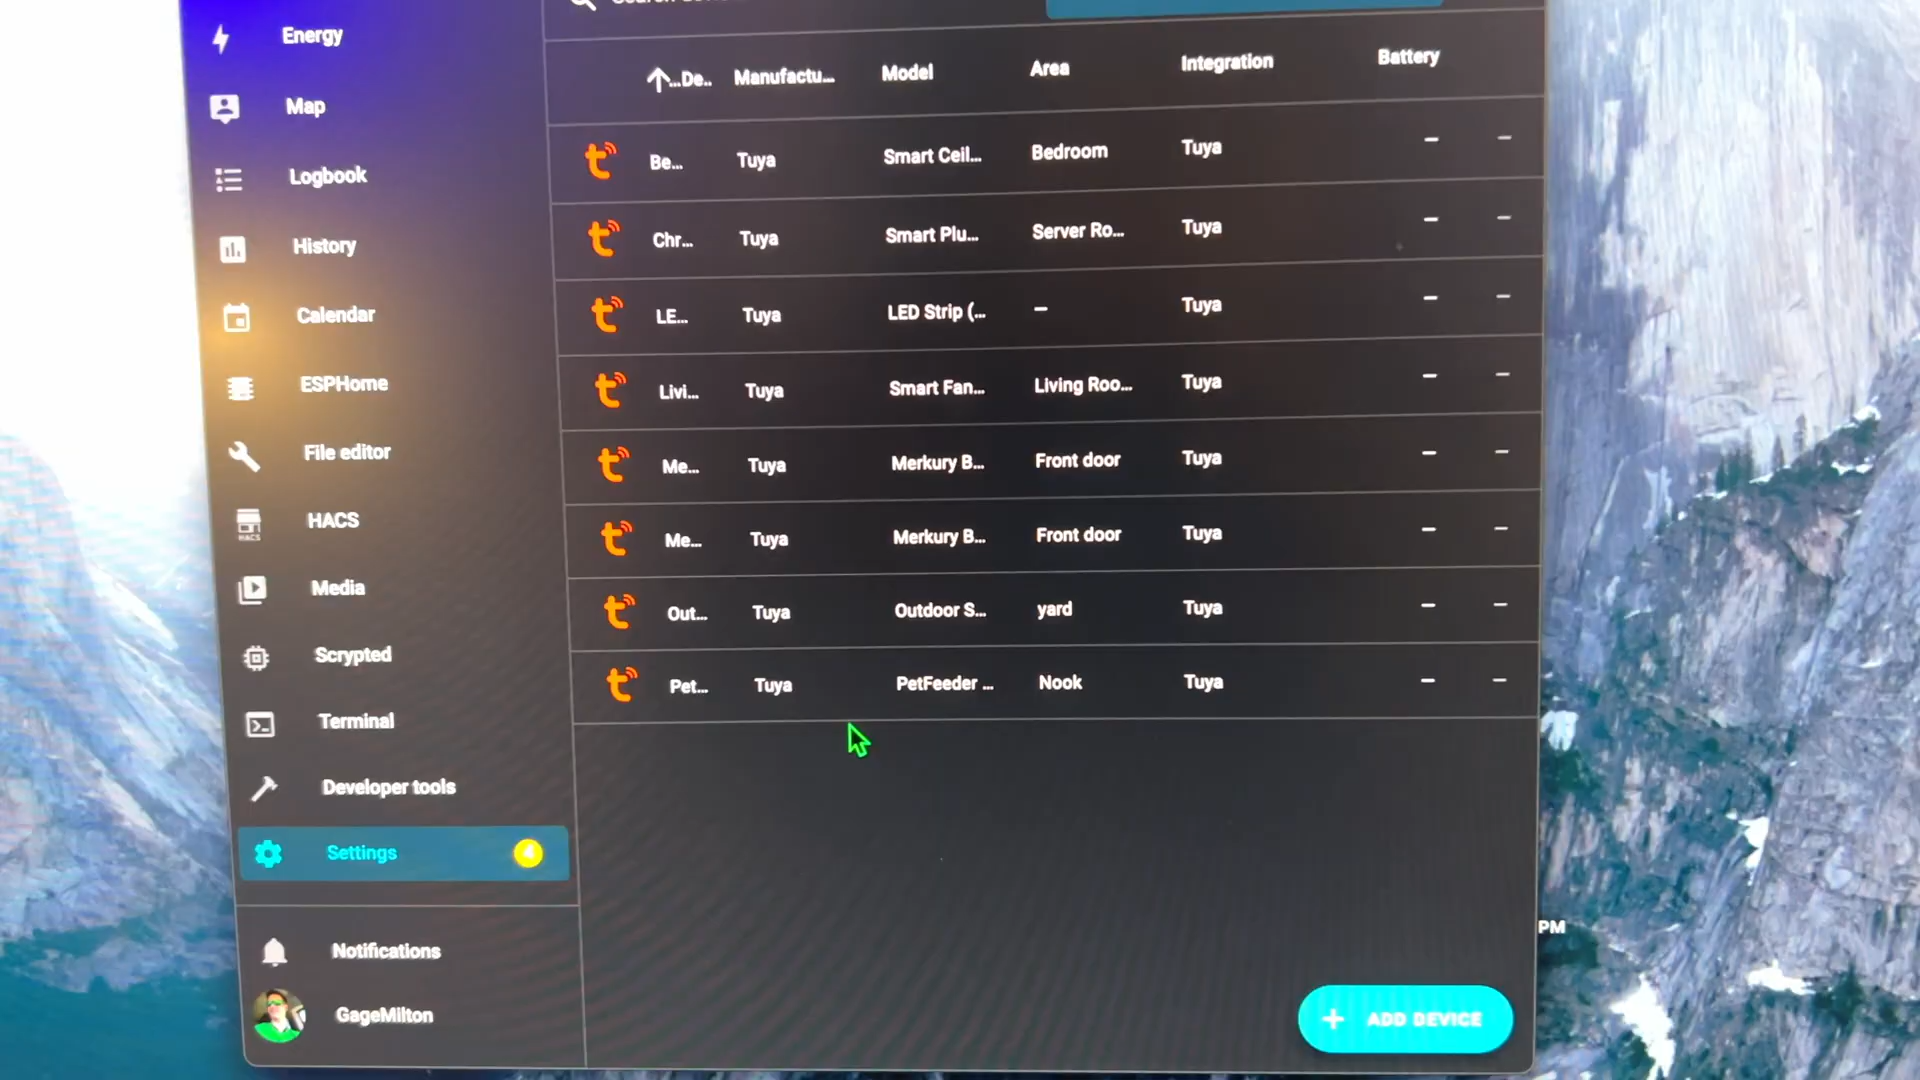 Energy
Map
Logbook
History
Calendar
ESPHome
File editor
HACS
HACS
Media
Scrypted
Terminal
Developer tools
Settings 4
Notifications
GageMilton
Search
...De.. Manufactu... Model Area Integration Battery
Be... Tuya Smart Ceil... Bedroom Tuya – –
Chr... Tuya Smart Plu... Server Ro... Tuya – –
LE... Tuya LED Strip (... – Tuya – –
Livi... Tuya Smart Fan... Living Roo... Tuya – –
Me... Tuya Merkury B... Front door Tuya – –
Me... Tuya Merkury B... Front door Tuya – –
Out... Tuya Outdoor S... yard Tuya – –
Pet... Tuya PetFeeder ... Nook Tuya – –
+ ADD DEVICE
PM